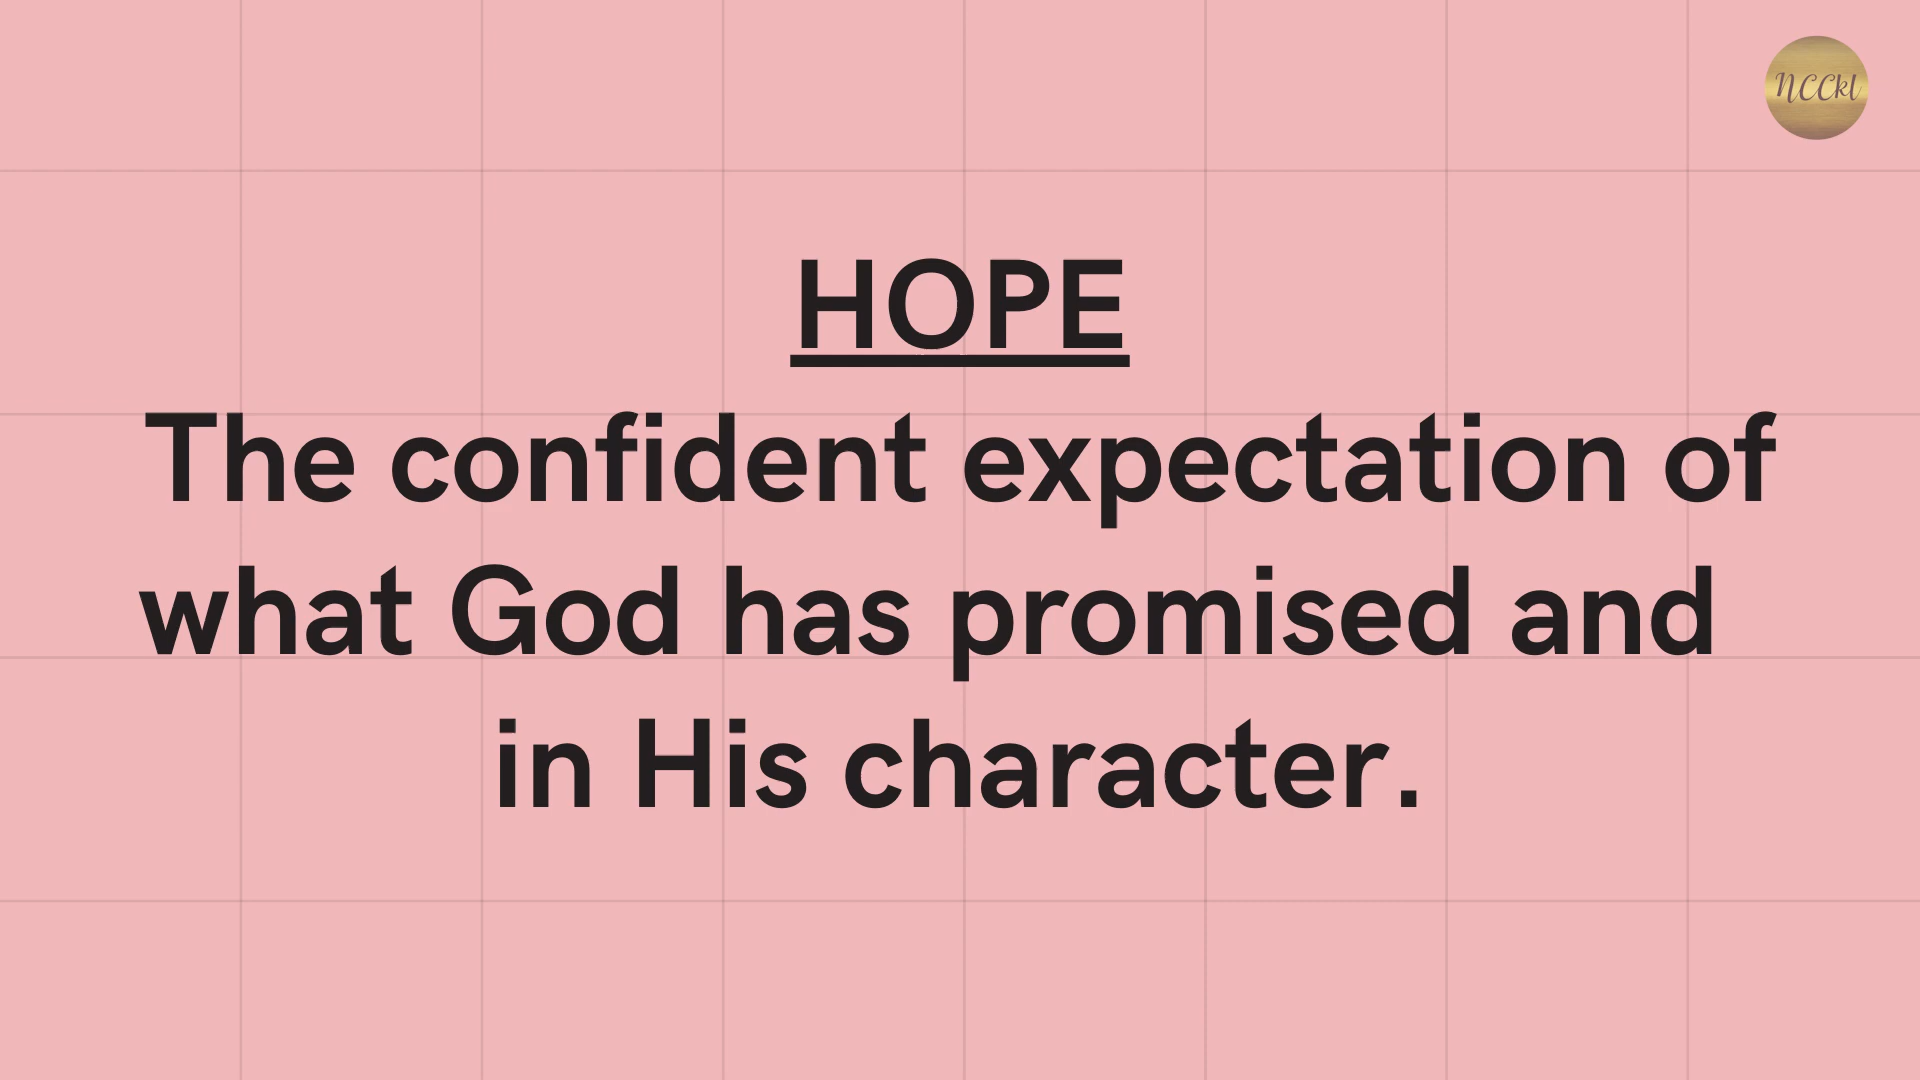 NCCkl
HOPE
The confident expectation of
what God has promised and
in His character.